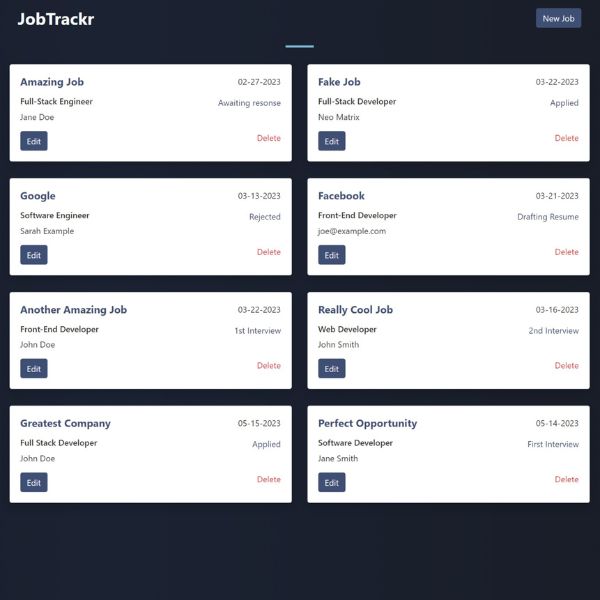 JobTrackr
New Job
Amazing Job 02-27-2023
Full-Stack Engineer Awaiting resonse
Jane Doe
Edit Delete
Fake Job 03-22-2023
Full-Stack Developer Applied
Neo Matrix
Edit Delete
Google 03-13-2023
Software Engineer Rejected
Sarah Example
Edit Delete
Facebook 03-21-2023
Front-End Developer Drafting Resume
joe@example.com
Edit Delete
Another Amazing Job 03-22-2023
Front-End Developer 1st Interview
John Doe
Edit Delete
Really Cool Job 03-16-2023
Web Developer 2nd Interview
John Smith
Edit Delete
Greatest Company 05-15-2023
Full Stack Developer Applied
John Doe
Edit Delete
Perfect Opportunity 05-14-2023
Software Developer First Interview
Jane Smith
Edit Delete